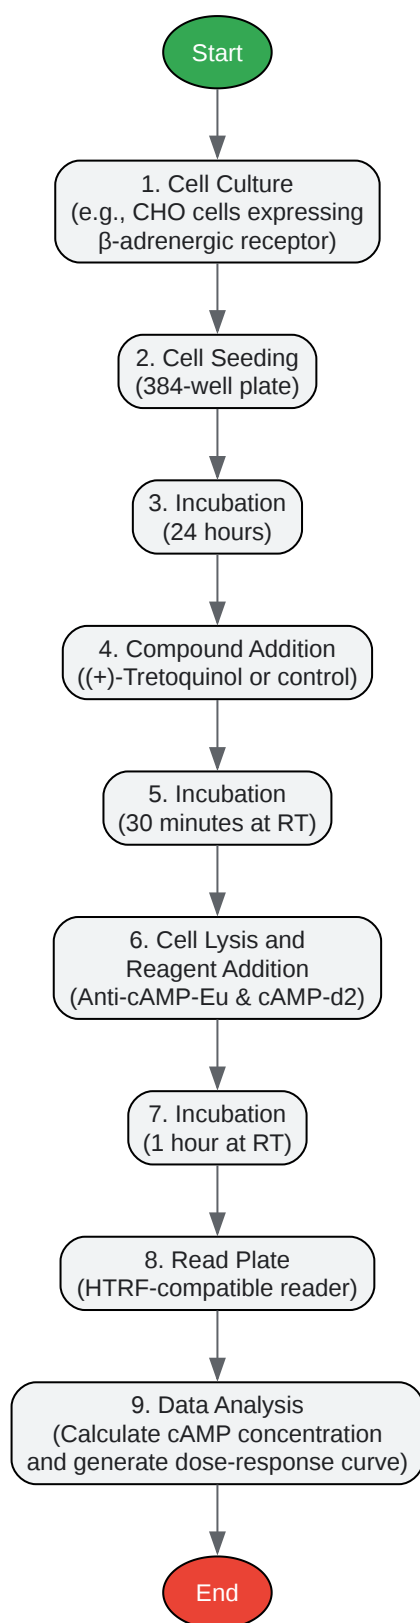 Start
1. Cell Culture
(e.g., CHO cells expressing
β-adrenergic receptor)
2. Cell Seeding
(384-well plate)
3. Incubation
(24 hours)
4. Compound Addition
((+)-Tretoquinol or control)
5. Incubation
(30 minutes at RT)
6. Cell Lysis and
Reagent Addition
(Anti-cAMP-Eu & cAMP-d2)
7. Incubation
(1 hour at RT)
8. Read Plate
(HTRF-compatible reader)
9. Data Analysis
(Calculate cAMP concentration
and generate dose-response curve)
End